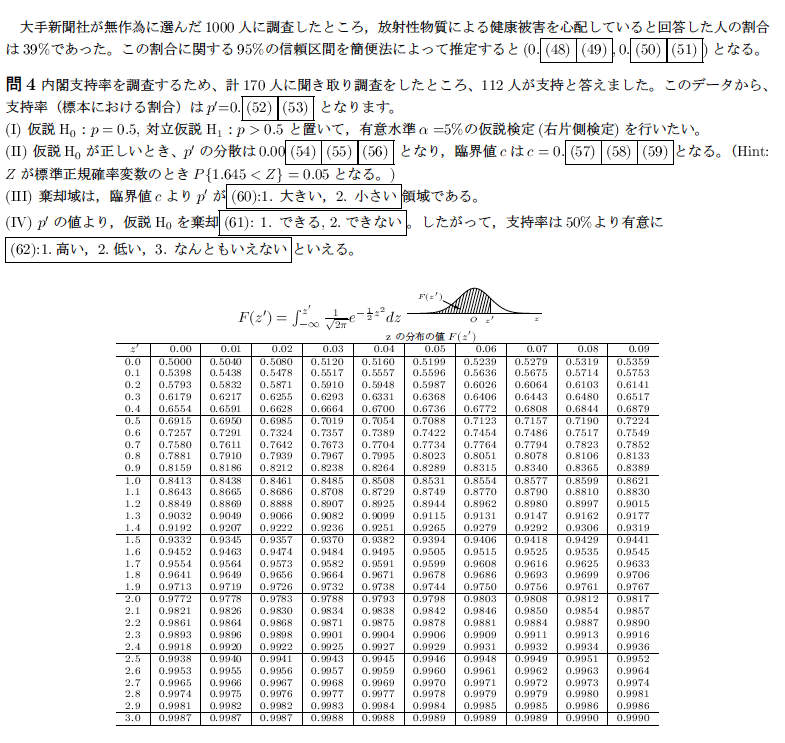 大手新聞社が無作為に選んだ 1000 人に調査したところ，放射性物質による健康被害を心配していると回答した人の割合
は 39%であった。この割合に関する 95%の信頼区間を簡便法によって推定すると (0. (48) (49) , 0. (50) (51) ) となる。
問 4 内閣支持率を調査するため、計 170 人に聞き取り調査をしたところ、112 人が支持と答えました。このデータから、
支持率（標本における割合）は p′=0. (52) (53) となります。
(I) 仮説 H₀ : p = 0.5, 対立仮説 H₁ : p > 0.5 と置いて，有意水準 α =5%の仮説検定 (右片側検定) を行いたい。
(II) 仮説 H₀ が正しいとき、p′ の分散は 0.00 (54) (55) (56) となり，臨界値 c は c = 0. (57) (58) (59) となる。(Hint:
Z が標準正規確率変数のとき P{1.645 < Z} = 0.05 となる。)
(III) 棄却域は，臨界値 c より p′ が (60):1. 大きい，2. 小さい 領域である。
(IV) p′ の値より，仮説 H₀ を棄却 (61): 1. できる, 2. できない 。したがって，支持率は 50%より有意に
(62):1. 高い，2. 低い，3. なんともいえない といえる。
F(z′) = ∫_{−∞}^{z′} 1/√2π e^{−½z²} dz F(z′) O z′ z
z の分布の値 F(z′)
z′ 0.00 0.01 0.02 0.03 0.04 0.05 0.06 0.07 0.08 0.09
0.0 0.5000 0.5040 0.5080 0.5120 0.5160 0.5199 0.5239 0.5279 0.5319 0.5359
0.1 0.5398 0.5438 0.5478 0.5517 0.5557 0.5596 0.5636 0.5675 0.5714 0.5753
0.2 0.5793 0.5832 0.5871 0.5910 0.5948 0.5987 0.6026 0.6064 0.6103 0.6141
0.3 0.6179 0.6217 0.6255 0.6293 0.6331 0.6368 0.6406 0.6443 0.6480 0.6517
0.4 0.6554 0.6591 0.6628 0.6664 0.6700 0.6736 0.6772 0.6808 0.6844 0.6879
0.5 0.6915 0.6950 0.6985 0.7019 0.7054 0.7088 0.7123 0.7157 0.7190 0.7224
0.6 0.7257 0.7291 0.7324 0.7357 0.7389 0.7422 0.7454 0.7486 0.7517 0.7549
0.7 0.7580 0.7611 0.7642 0.7673 0.7704 0.7734 0.7764 0.7794 0.7823 0.7852
0.8 0.7881 0.7910 0.7939 0.7967 0.7995 0.8023 0.8051 0.8078 0.8106 0.8133
0.9 0.8159 0.8186 0.8212 0.8238 0.8264 0.8289 0.8315 0.8340 0.8365 0.8389
1.0 0.8413 0.8438 0.8461 0.8485 0.8508 0.8531 0.8554 0.8577 0.8599 0.8621
1.1 0.8643 0.8665 0.8686 0.8708 0.8729 0.8749 0.8770 0.8790 0.8810 0.8830
1.2 0.8849 0.8869 0.8888 0.8907 0.8925 0.8944 0.8962 0.8980 0.8997 0.9015
1.3 0.9032 0.9049 0.9066 0.9082 0.9099 0.9115 0.9131 0.9147 0.9162 0.9177
1.4 0.9192 0.9207 0.9222 0.9236 0.9251 0.9265 0.9279 0.9292 0.9306 0.9319
1.5 0.9332 0.9345 0.9357 0.9370 0.9382 0.9394 0.9406 0.9418 0.9429 0.9441
1.6 0.9452 0.9463 0.9474 0.9484 0.9495 0.9505 0.9515 0.9525 0.9535 0.9545
1.7 0.9554 0.9564 0.9573 0.9582 0.9591 0.9599 0.9608 0.9616 0.9625 0.9633
1.8 0.9641 0.9649 0.9656 0.9664 0.9671 0.9678 0.9686 0.9693 0.9699 0.9706
1.9 0.9713 0.9719 0.9726 0.9732 0.9738 0.9744 0.9750 0.9756 0.9761 0.9767
2.0 0.9772 0.9778 0.9783 0.9788 0.9793 0.9798 0.9803 0.9808 0.9812 0.9817
2.1 0.9821 0.9826 0.9830 0.9834 0.9838 0.9842 0.9846 0.9850 0.9854 0.9857
2.2 0.9861 0.9864 0.9868 0.9871 0.9875 0.9878 0.9881 0.9884 0.9887 0.9890
2.3 0.9893 0.9896 0.9898 0.9901 0.9904 0.9906 0.9909 0.9911 0.9913 0.9916
2.4 0.9918 0.9920 0.9922 0.9925 0.9927 0.9929 0.9931 0.9932 0.9934 0.9936
2.5 0.9938 0.9940 0.9941 0.9943 0.9945 0.9946 0.9948 0.9949 0.9951 0.9952
2.6 0.9953 0.9955 0.9956 0.9957 0.9959 0.9960 0.9961 0.9962 0.9963 0.9964
2.7 0.9965 0.9966 0.9967 0.9968 0.9969 0.9970 0.9971 0.9972 0.9973 0.9974
2.8 0.9974 0.9975 0.9976 0.9977 0.9977 0.9978 0.9979 0.9979 0.9980 0.9981
2.9 0.9981 0.9982 0.9982 0.9983 0.9984 0.9984 0.9985 0.9985 0.9986 0.9986
3.0 0.9987 0.9987 0.9987 0.9988 0.9988 0.9989 0.9989 0.9989 0.9990 0.9990